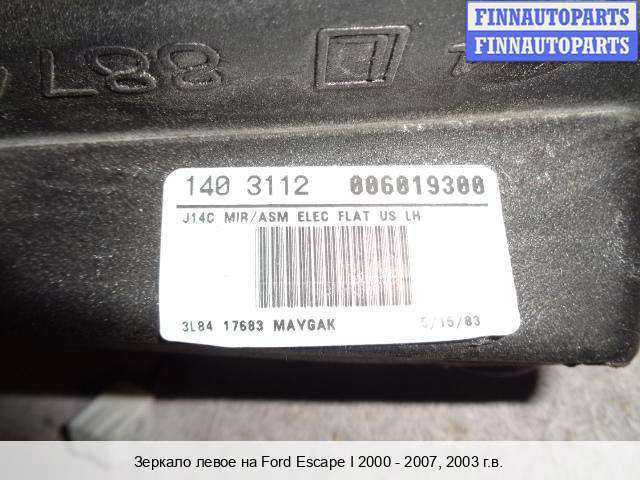 FINNAUTOPARTS
FINNAUTOPARTS
L88
140 3112 006019300
J14C MIR/ASM ELEC FLAT US LH
3L84 17683 MAYGAK 5/15/03
Зеркало левое на Ford Escape I 2000 - 2007, 2003 г.в.